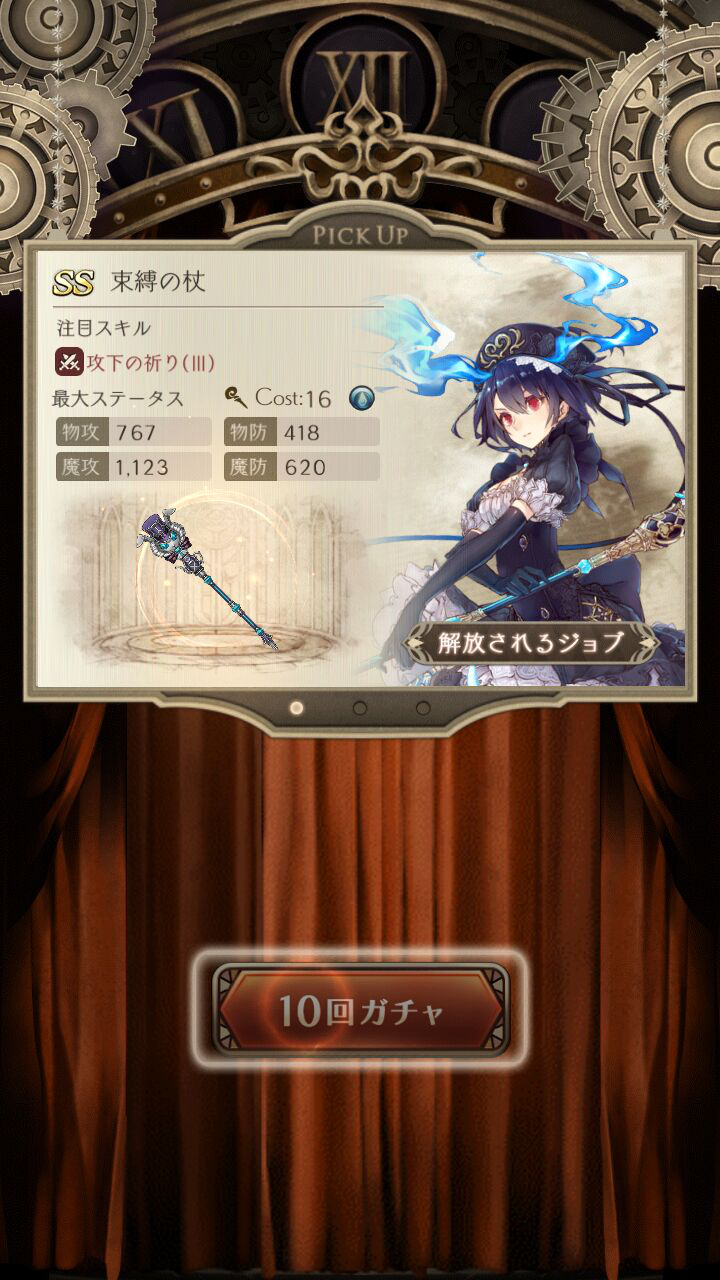 XI
XII
PICK UP
SS 束縛の杖
注目スキル
攻下の祈り(III)
最大ステータス Cost:16
物攻 767 物防 418
魔攻 1,123 魔防 620
解放されるジョブ
10回ガチャ